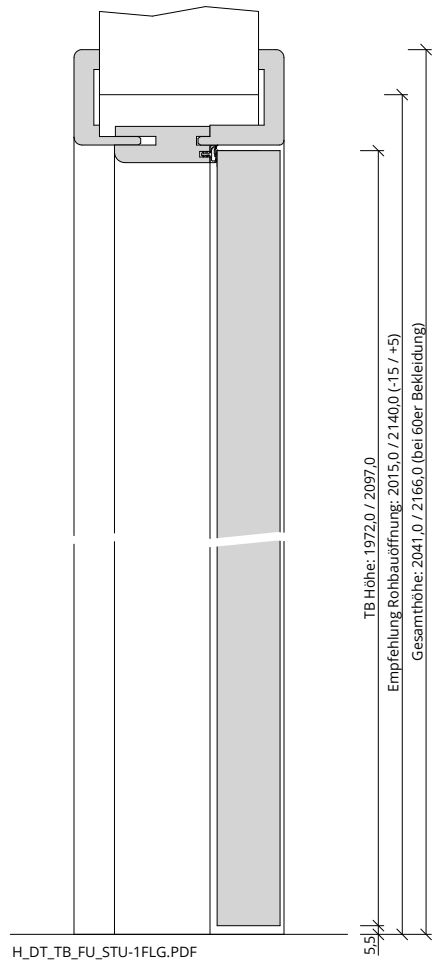 TB Höhe: 1972,0 / 2097,0
Empfehlung Rohbauöffnung: 2015,0 / 2140,0 (-15 / +5)
Gesamthöhe: 2041,0 / 2166,0 (bei 60er Bekleidung)
5,5
H_DT_TB_FU_STU-1FLG.PDF